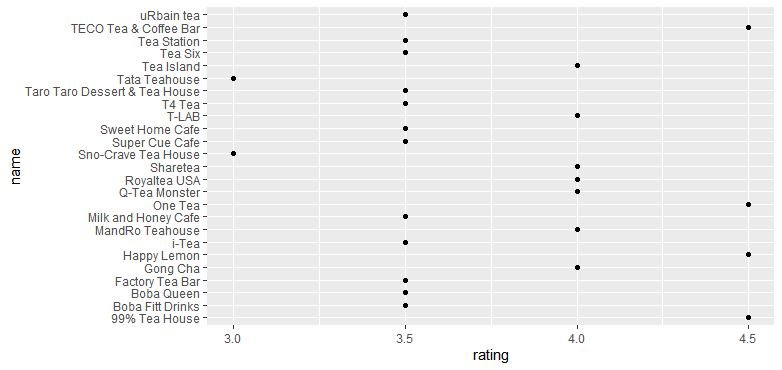 uRbain tea
TECO Tea & Coffee Bar
Tea Station
Tea Six
Tea Island
Tata Teahouse
Taro Taro Dessert & Tea House
T4 Tea
T-LAB
Sweet Home Cafe
Super Cue Cafe
Sno-Crave Tea House
Sharetea
Royaltea USA
Q-Tea Monster
One Tea
Milk and Honey Cafe
MandRo Teahouse
i-Tea
Happy Lemon
Gong Cha
Factory Tea Bar
Boba Queen
Boba Fitt Drinks
99% Tea House
name
3.0 3.5 4.0 4.5
rating